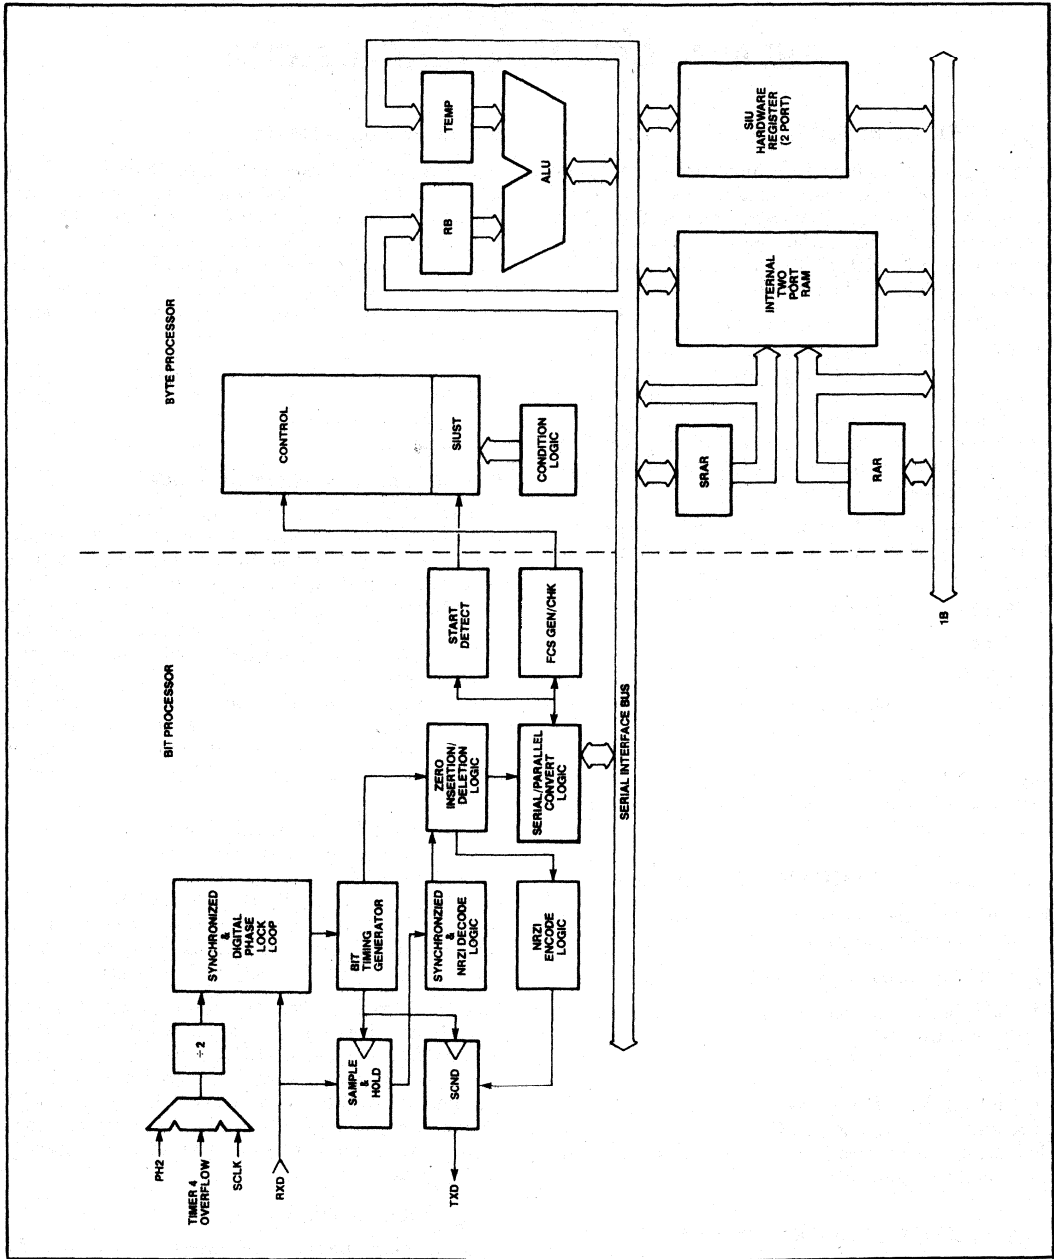 BIT PROCESSOR
BYTE PROCESSOR
PH2
TIMER 4
OVERFLOW
SCLK
÷ 2
RXD
SYNCHRONIZED
&
DIGITAL
PHASE
LOCK
LOOP
SAMPLE
&
HOLD
BIT
TIMING
GENERATOR
TXD
SCND
SYNCHRONZIED
&
NRZI DECODE
LOGIC
ZERO
INSERTION/
DELETION
LOGIC
START
DETECT
NRZI
ENCODE
LOGIC
SERIAL/PARALLEL
CONVERT
LOGIC
FCS GEN/CHK
CONTROL
SIUST
CONDITION
LOGIC
RB
TEMP
ALU
SERIAL INTERFACE BUS
SRAR
RAR
INTERNAL
TWO
PORT
RAM
SIU
HARDWARE
REGISTER
(2 PORT)
1B